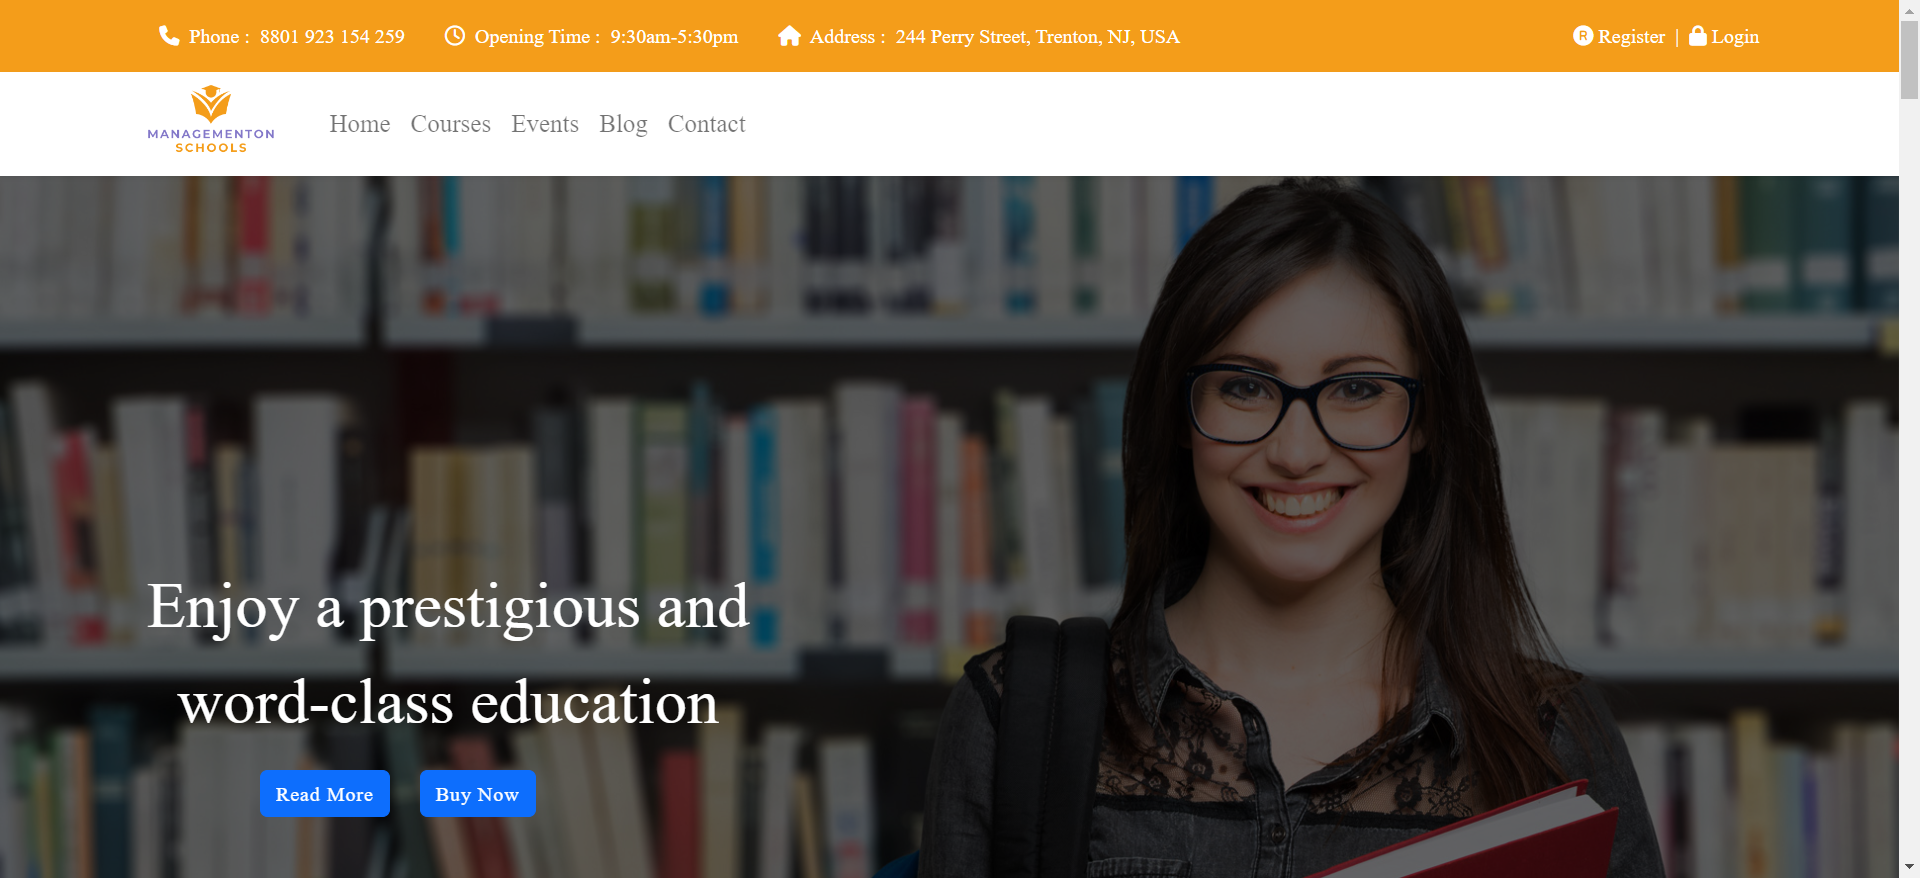 Phone : 8801 923 154 259 Opening Time : 9:30am-5:30pm Address : 244 Perry Street, Trenton, NJ, USA R Register | Login
MANAGEMENTON
SCHOOLS
Home Courses Events Blog Contact
Enjoy a prestigious and
word-class education
Read More Buy Now